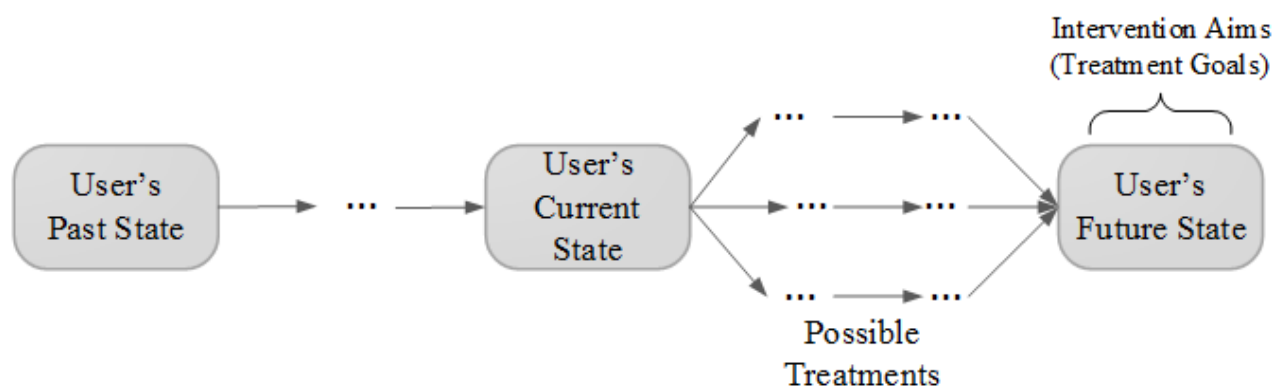 Intervention Aims
(Treatment Goals)
User's
Past State
...
User's
Current
State
... ...
... ...
... ...
User's
Future State
Possible
Treatments